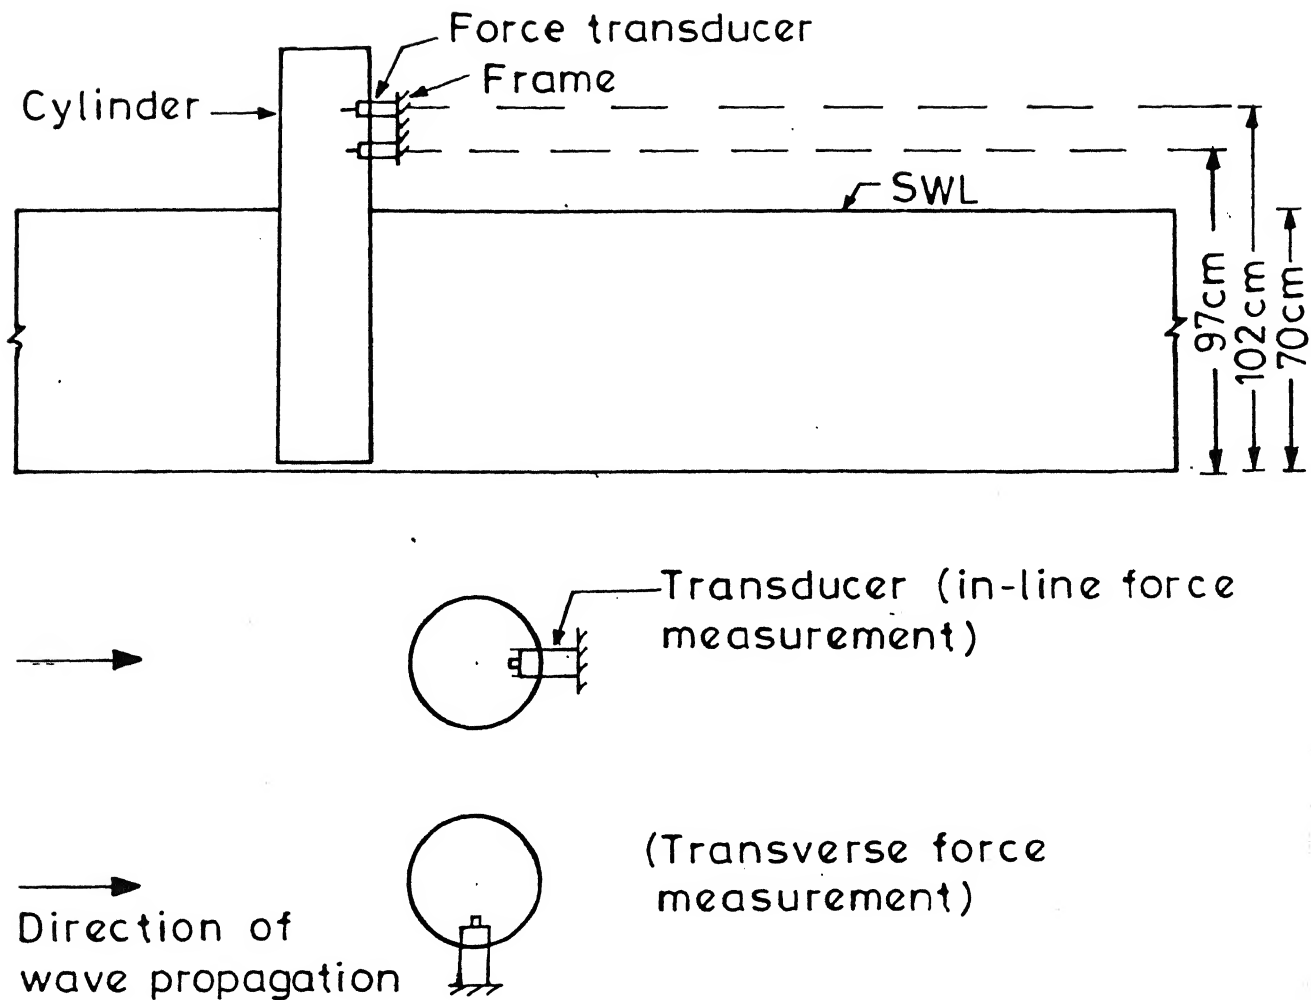 Force transducer
Frame
Cylinder
SWL
97cm
102cm
70cm
Transducer (in-line force
measurement)
(Transverse force
measurement)
Direction of
wave propagation